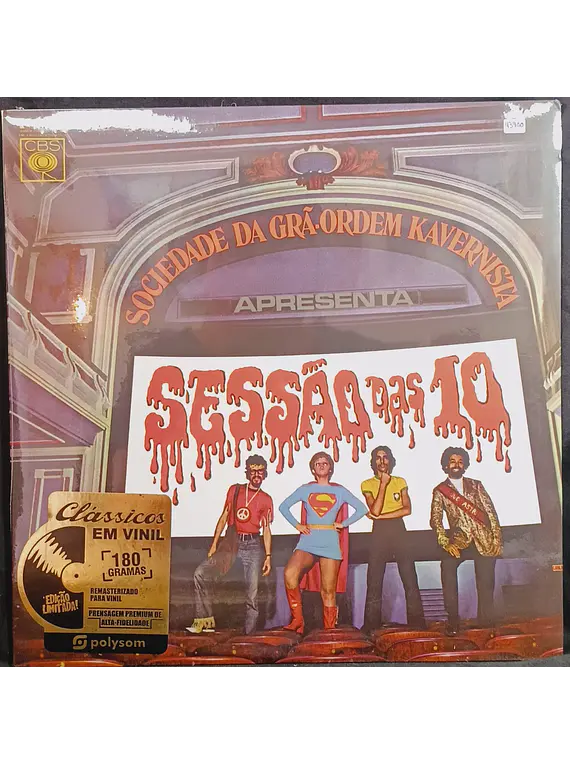 CBS
SOCIEDADE DA GRÃ-ORDEM KAVERNISTA
APRESENTA
SESSÃO DAS 10
Clássicos
EM VINIL
180
GRAMAS
EDIÇÃO
LIMITADA!
REMASTERIZADO
PARA VINIL
PRENSAGEM PREMIUM DE
ALTA-FIDELIDADE
polysom